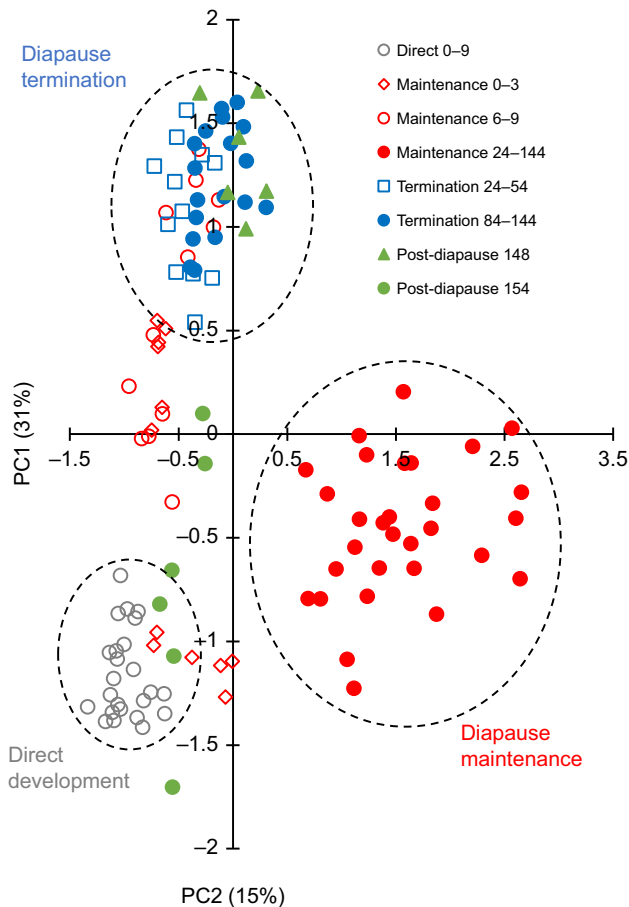 2
Diapause
termination
Direct 0–9
Maintenance 0–3
Maintenance 6–9
Maintenance 24–144
Termination 24–54
Termination 84–144
Post-diapause 148
Post-diapause 154
1.5
1
0.5
PC1 (31%)
0
–1.5
–0.5
0.5
1.5
2.5
3.5
–0.5
–1
–1.5
Direct
development
Diapause
maintenance
–2
PC2 (15%)